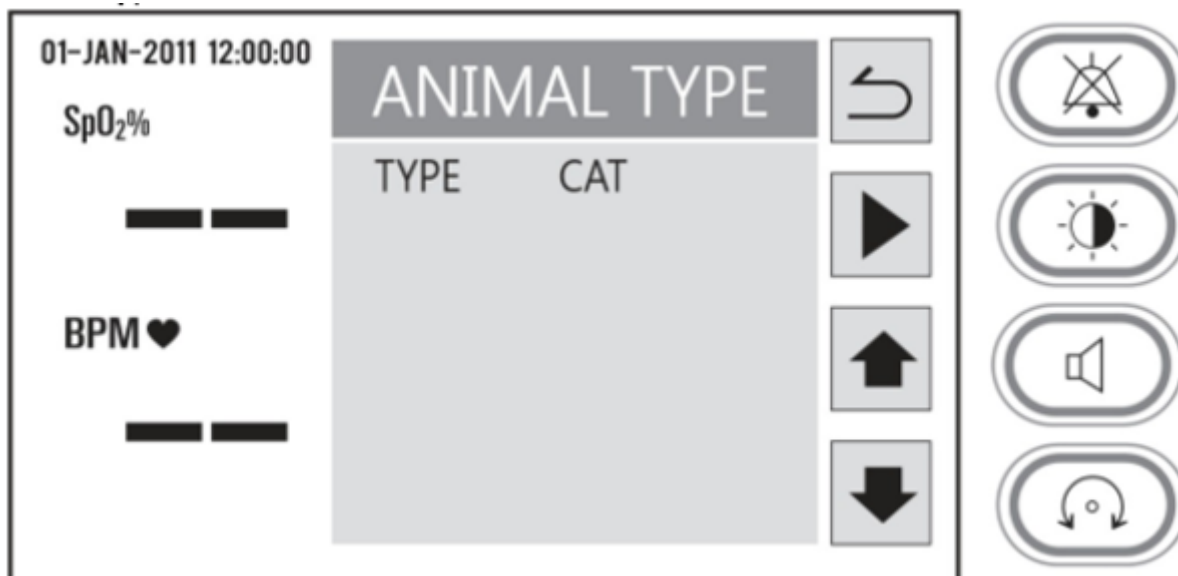 01-JAN-2011 12:00:00
SpO₂%
-- 
BPM♥
--
ANIMAL TYPE
TYPE CAT